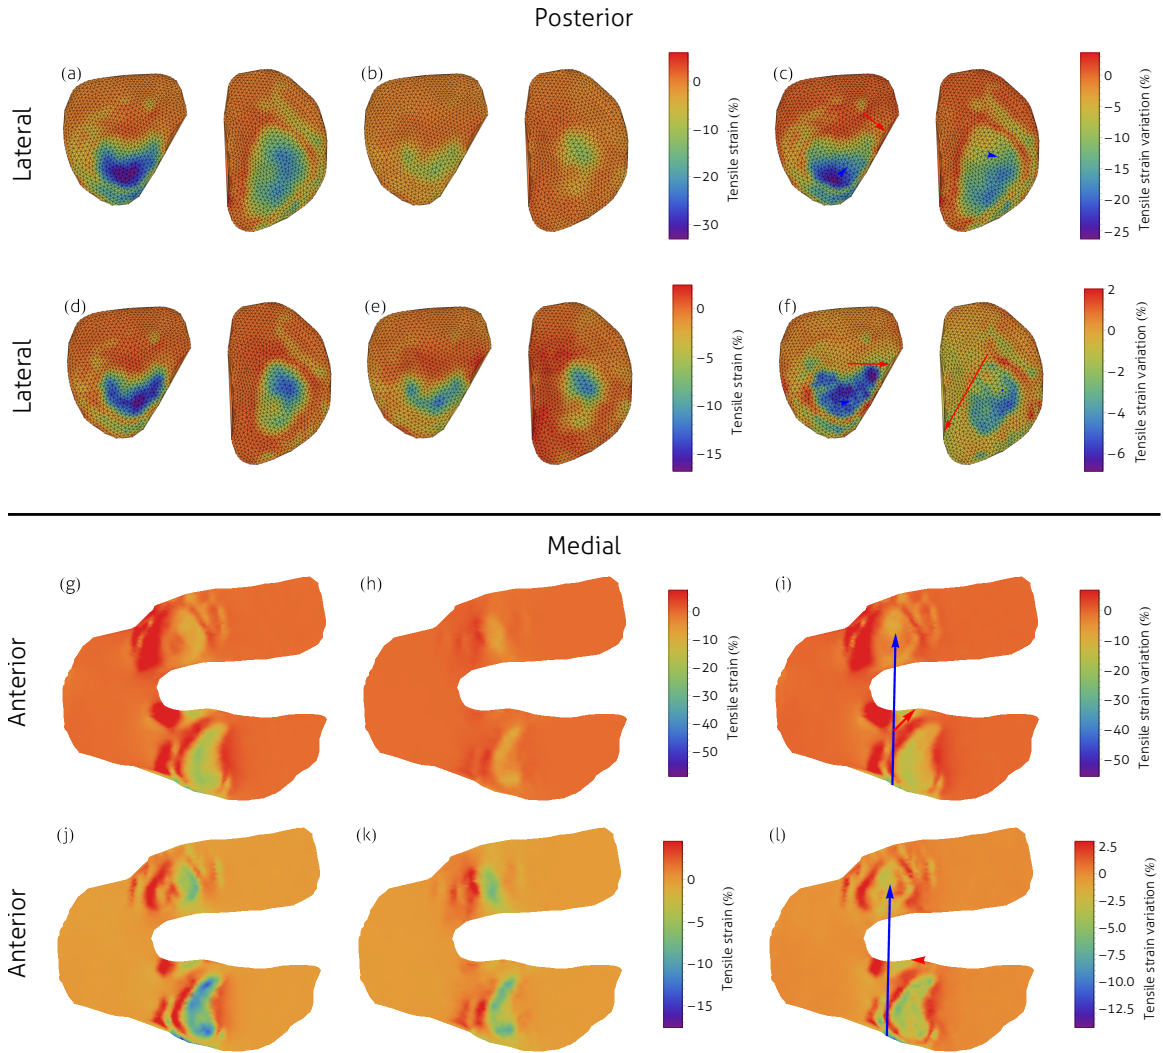 Posterior
Lateral
(a)
(b)
0
−10
−20
−30
Tensile strain (%)
(c)
0
−5
−10
−15
−20
−25
Tensile strain variation (%)
Lateral
(d)
(e)
0
−5
−10
−15
Tensile strain (%)
(f)
2
0
−2
−4
−6
Tensile strain variation (%)
Medial
Anterior
(g)
(h)
0
−10
−20
−30
−40
−50
Tensile strain (%)
(i)
0
−10
−20
−30
−40
−50
Tensile strain variation (%)
Anterior
(j)
(k)
0
−5
−10
−15
Tensile strain (%)
(l)
2.5
0
−2.5
−5.0
−7.5
−10.0
−12.5
Tensile strain variation (%)